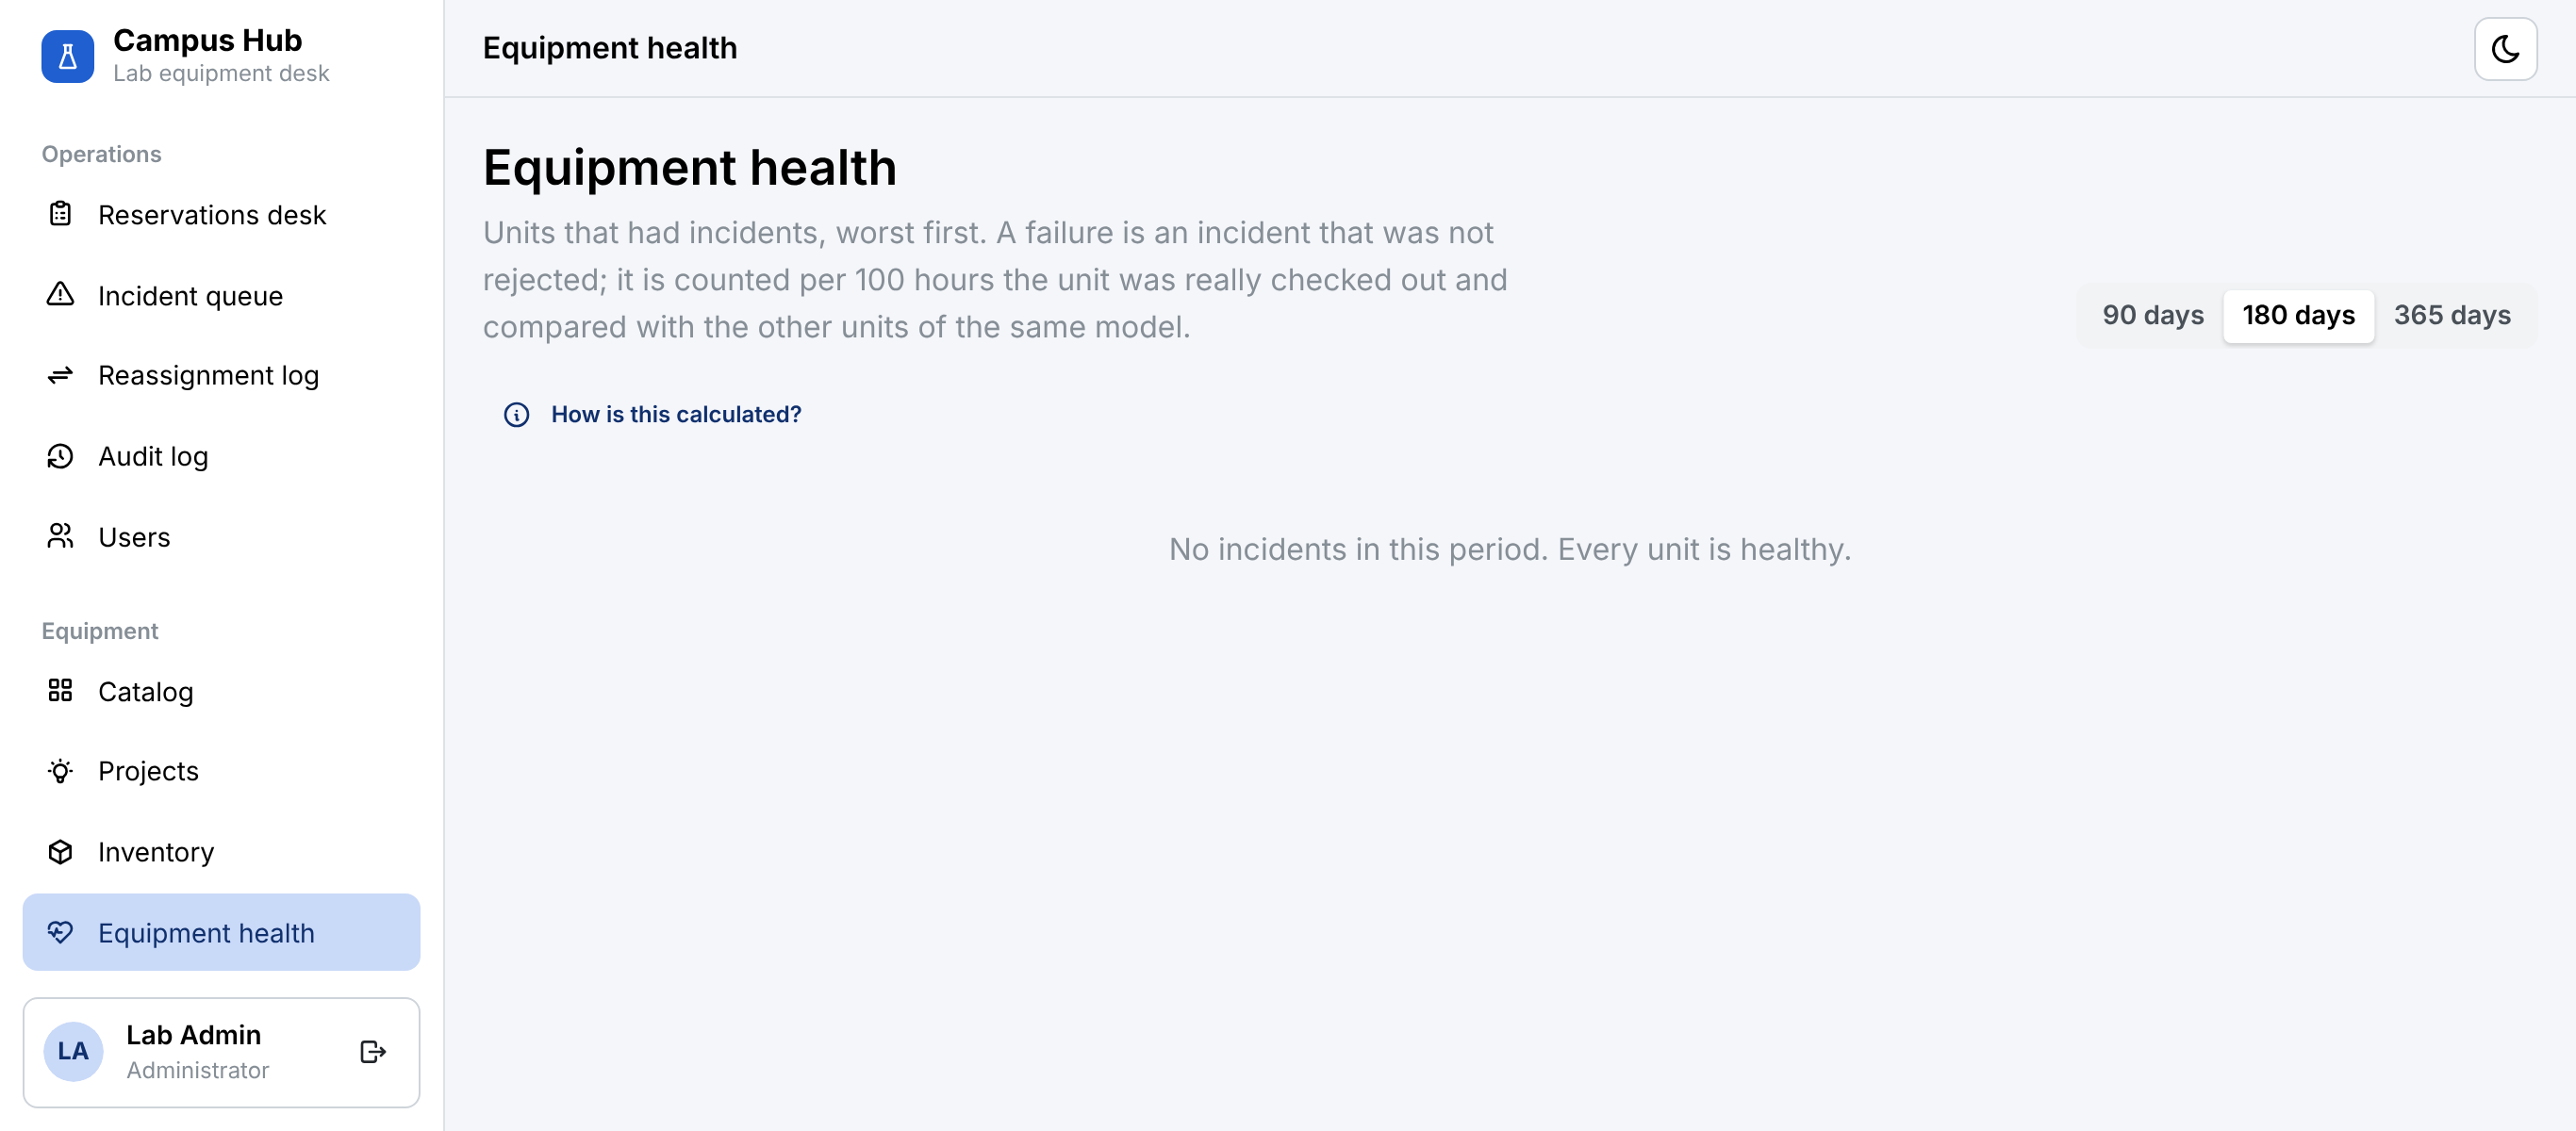 Campus Hub
Lab equipment desk
Operations
Reservations desk
Incident queue
Reassignment log
Audit log
Users
Equipment
Catalog
Projects
Inventory
Equipment health
LA
Lab Admin
Administrator
Equipment health
Equipment health
Units that had incidents, worst first. A failure is an incident that was not
rejected; it is counted per 100 hours the unit was really checked out and
compared with the other units of the same model.
90 days 180 days 365 days
How is this calculated?
No incidents in this period. Every unit is healthy.